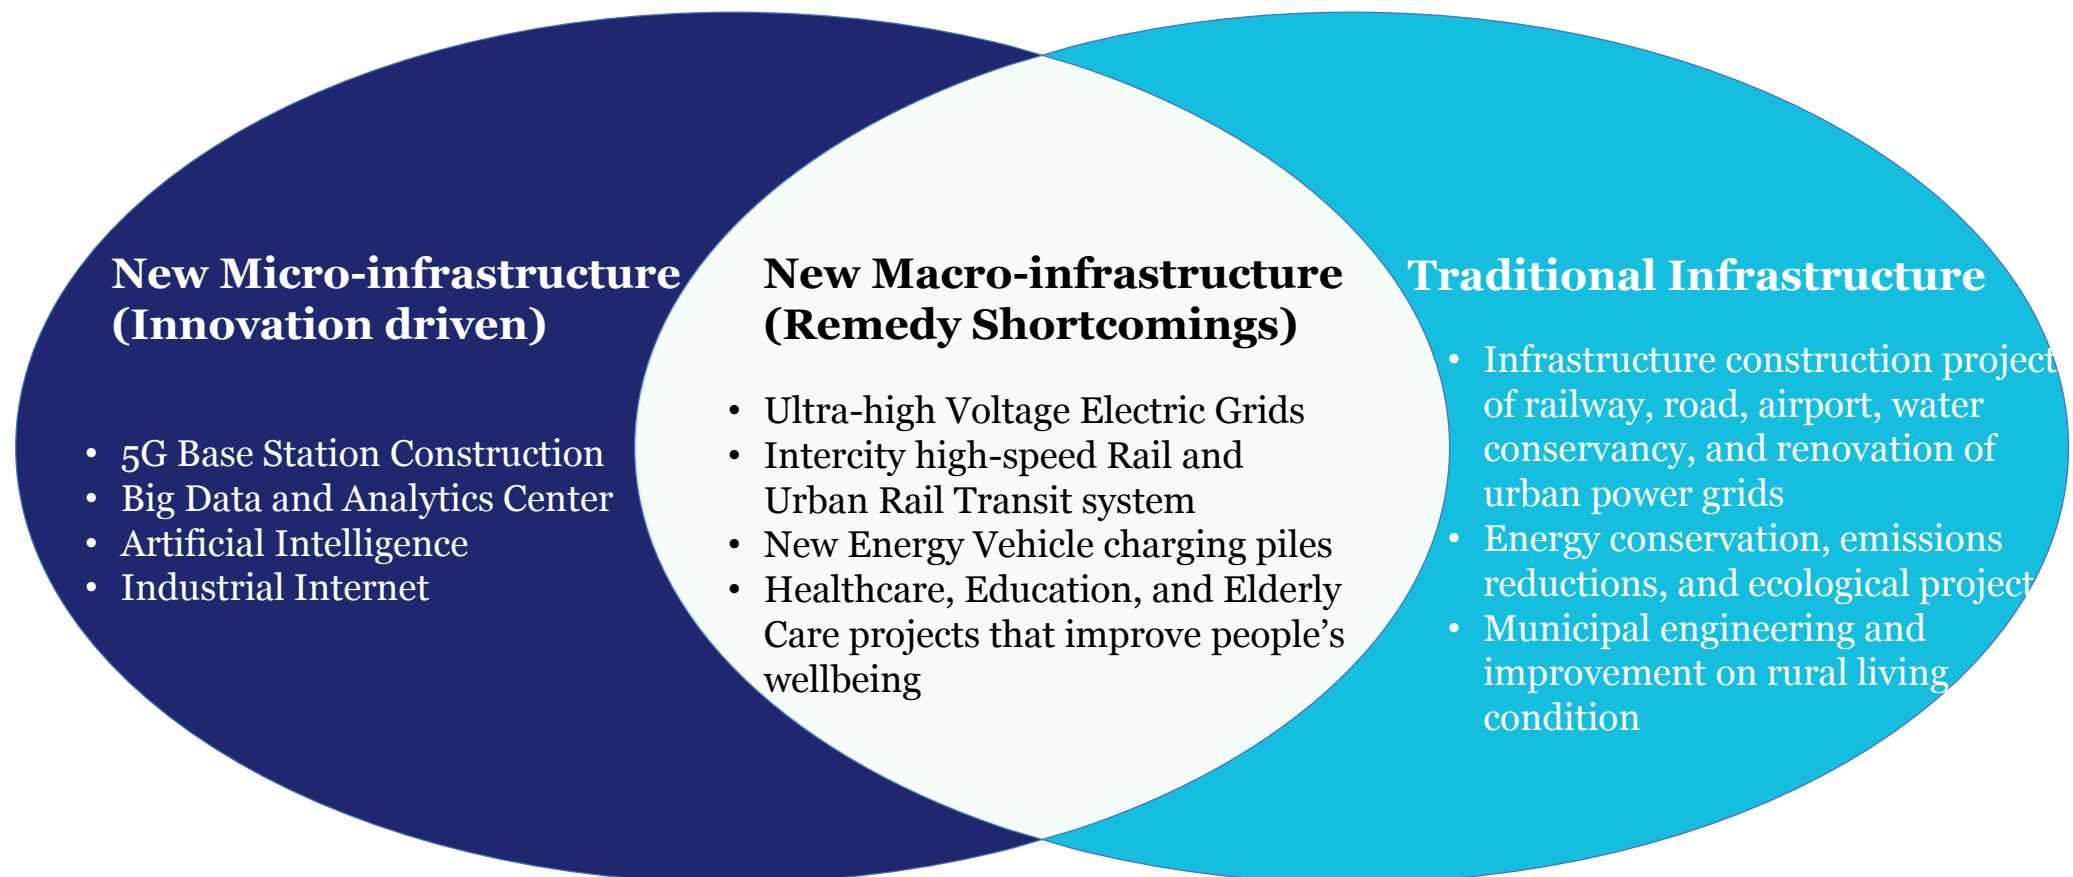 New Micro-infrastructure
(Innovation driven)
• 5G Base Station Construction
• Big Data and Analytics Center
• Artificial Intelligence
• Industrial Internet
New Macro-infrastructure
(Remedy Shortcomings)
• Ultra-high Voltage Electric Grids
• Intercity high-speed Rail and
Urban Rail Transit system
• New Energy Vehicle charging piles
• Healthcare, Education, and Elderly
Care projects that improve people’s
wellbeing
Traditional Infrastructure
• Infrastructure construction project
of railway, road, airport, water
conservancy, and renovation of
urban power grids
• Energy conservation, emissions
reductions, and ecological project
• Municipal engineering and
improvement on rural living
condition